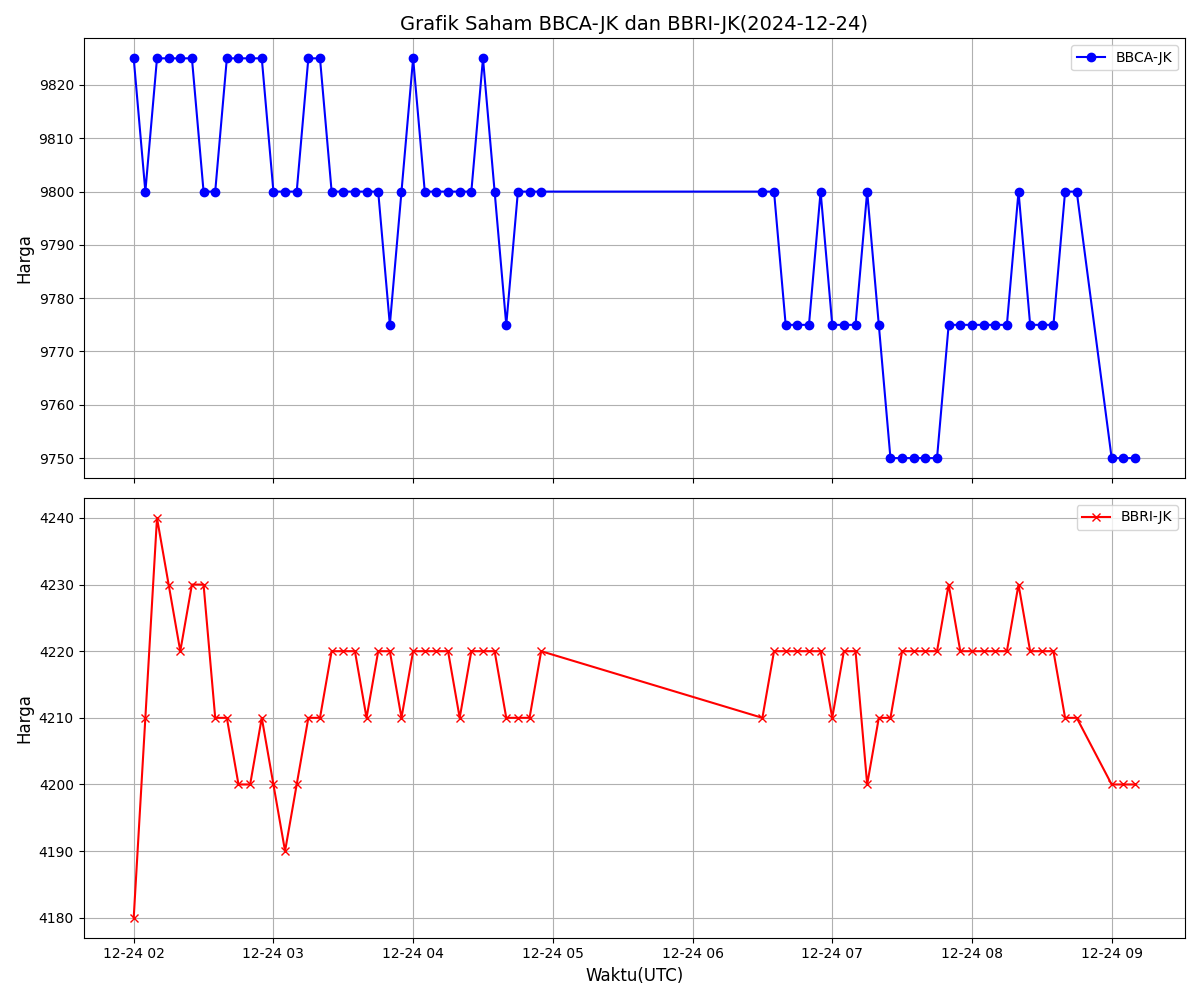 Grafik Saham BBCA-JK dan BBRI-JK(2024-12-24)
BBCA-JK
9820
9810
9800
9790
9780
9770
9760
9750
Harga
BBRI-JK
4240
4230
4220
4210
4200
4190
4180
Harga
12-24 02 12-24 03 12-24 04 12-24 05 12-24 06 12-24 07 12-24 08 12-24 09
Waktu(UTC)